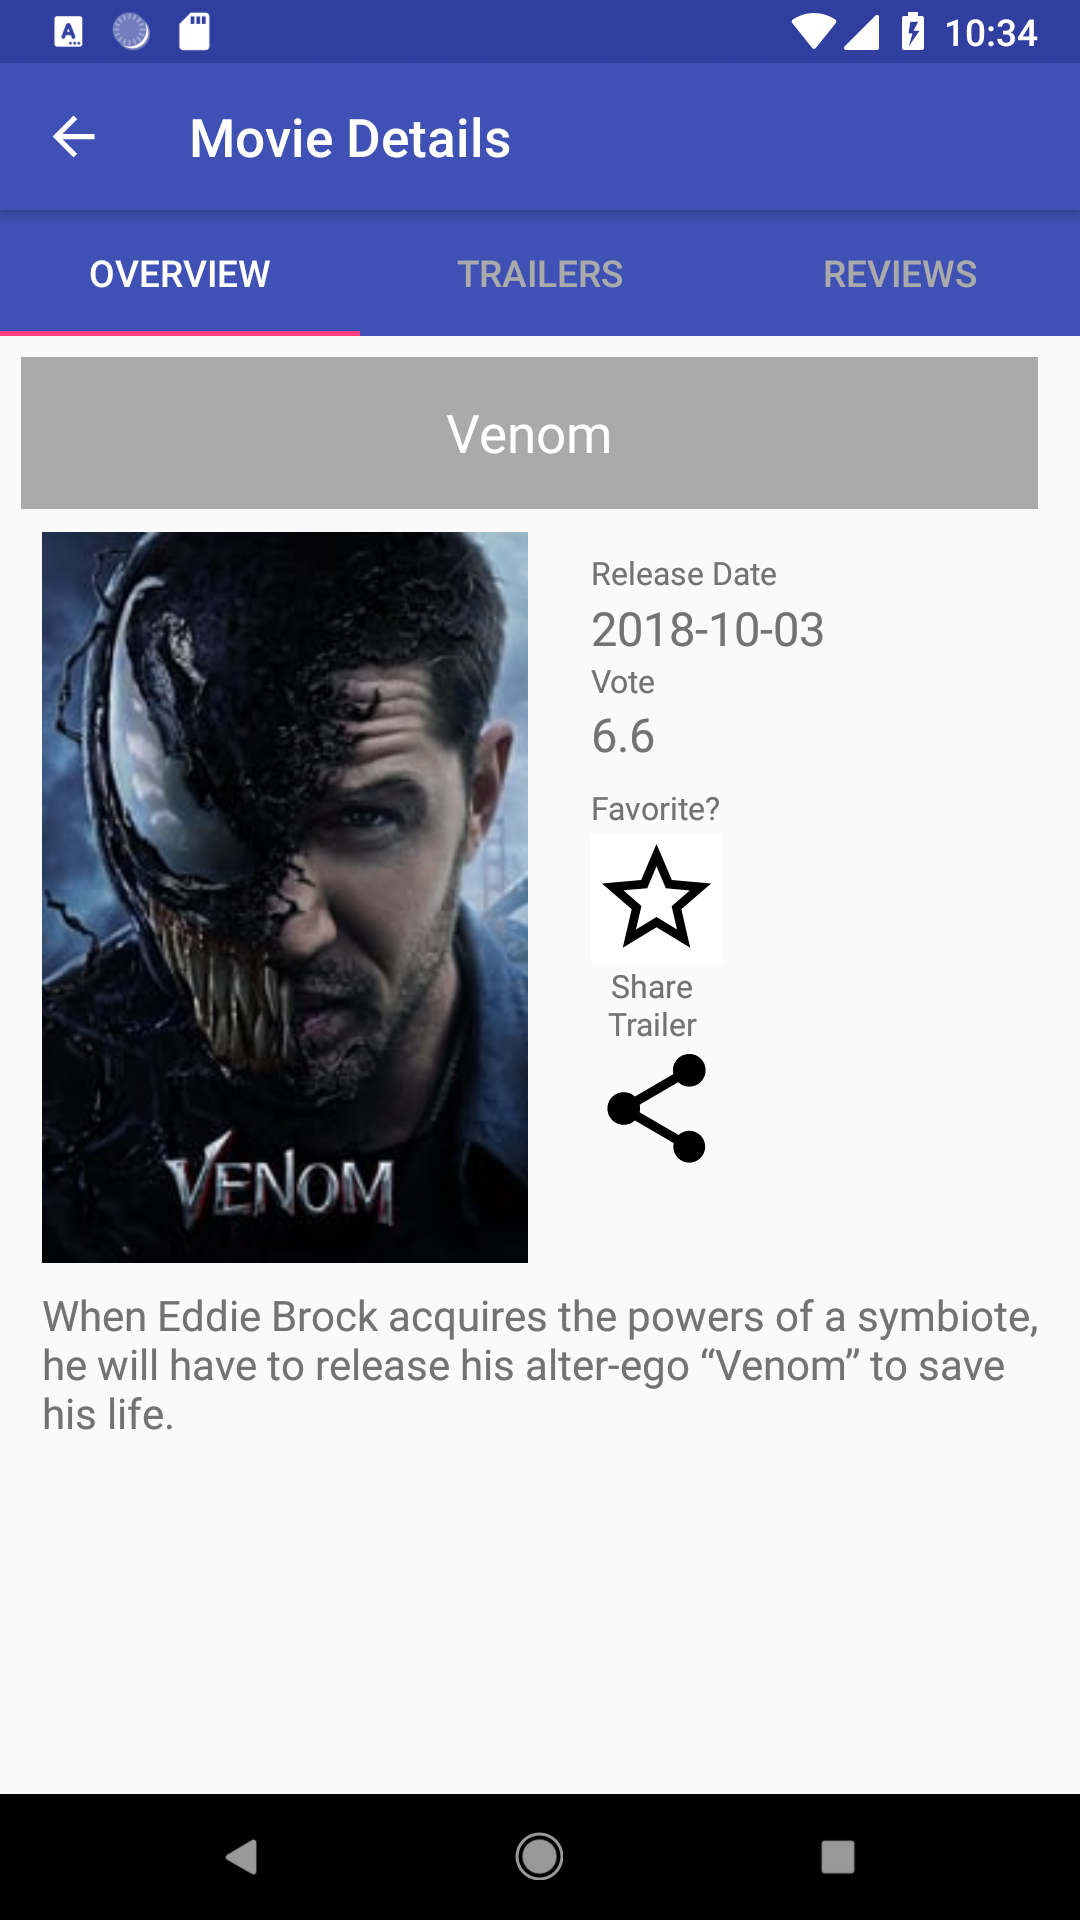 10:34
Movie Details
OVERVIEW TRAILERS REVIEWS
Venom
Release Date
2018-10-03
Vote
6.6
Favorite?
Share
Trailer
VENOM
When Eddie Brock acquires the powers of a symbiote,
he will have to release his alter-ego “Venom” to save
his life.